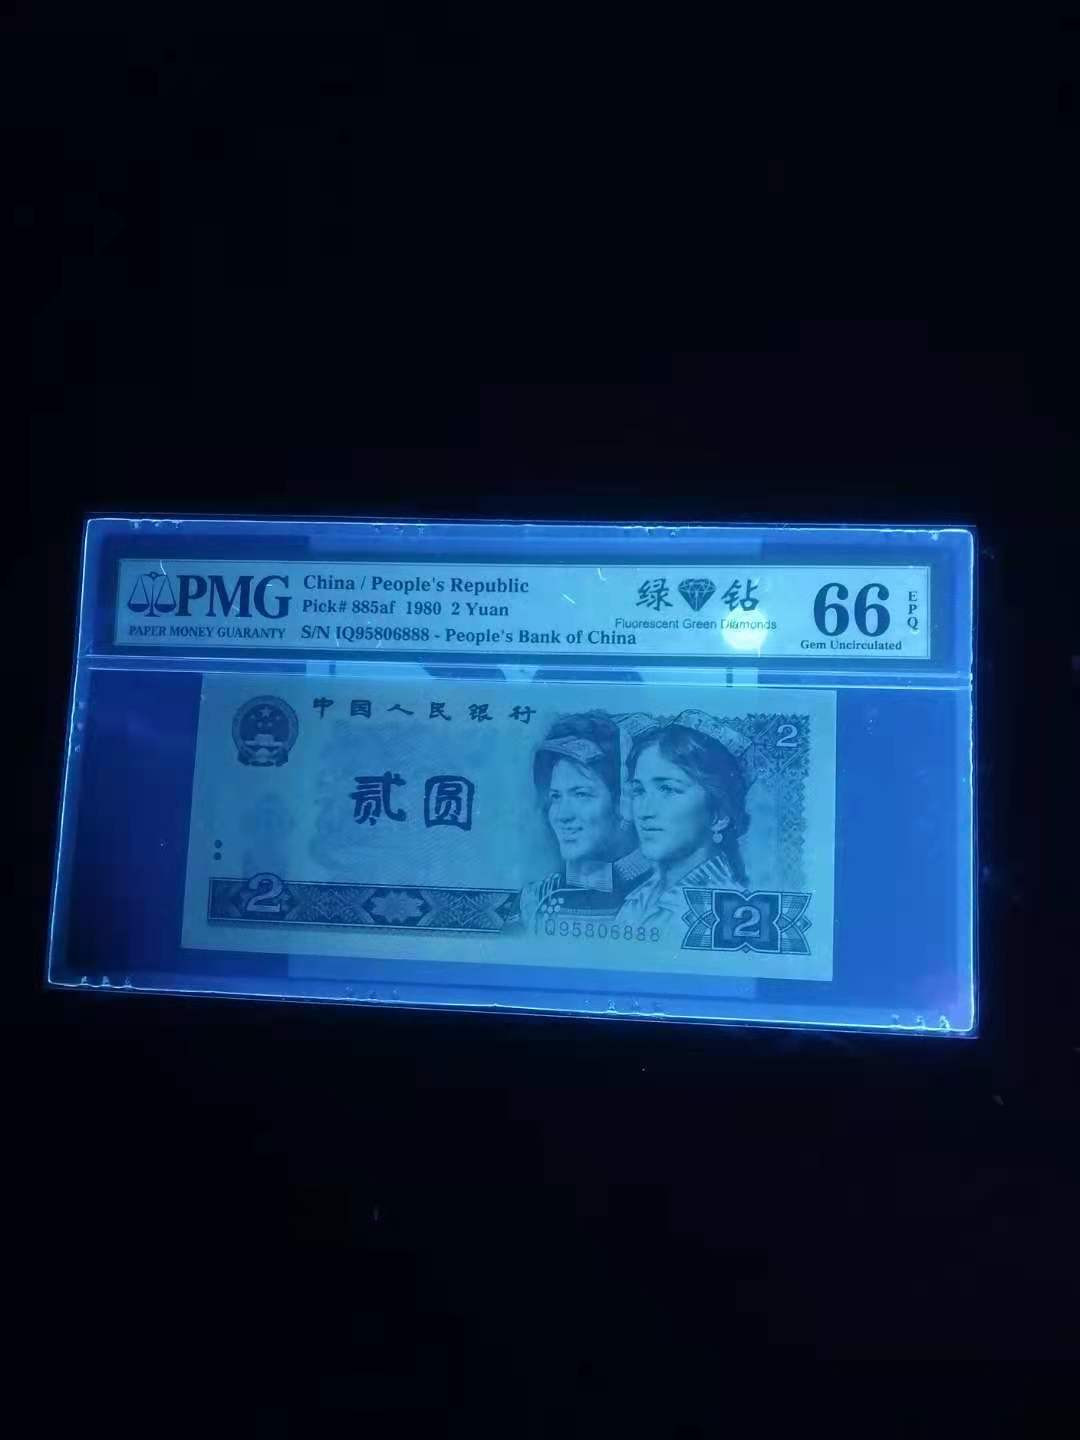 PMG
PAPER MONEY GUARANTY
China / People's Republic
Pick# 885af 1980 2 Yuan
S/N IQ95806888 - People's Bank of China
绿 钻
Fluorescent Green Diamonds
66
EPQ
Gem Uncirculated
中国人民银行
2
贰圆
2
IQ95806888
2